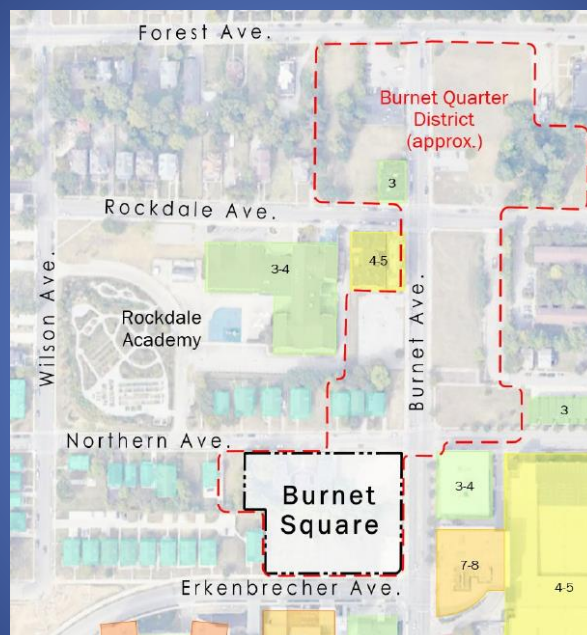 Forest Ave.
Burnet Quarter
District
(approx.)
3
Rockdale Ave.
3-4
4-5
Wilson Ave.
Rockdale
Academy
Burnet Ave.
3
Northern Ave.
Burnet
Square
3-4
7-8
4-5
Erkenbrecher Ave.